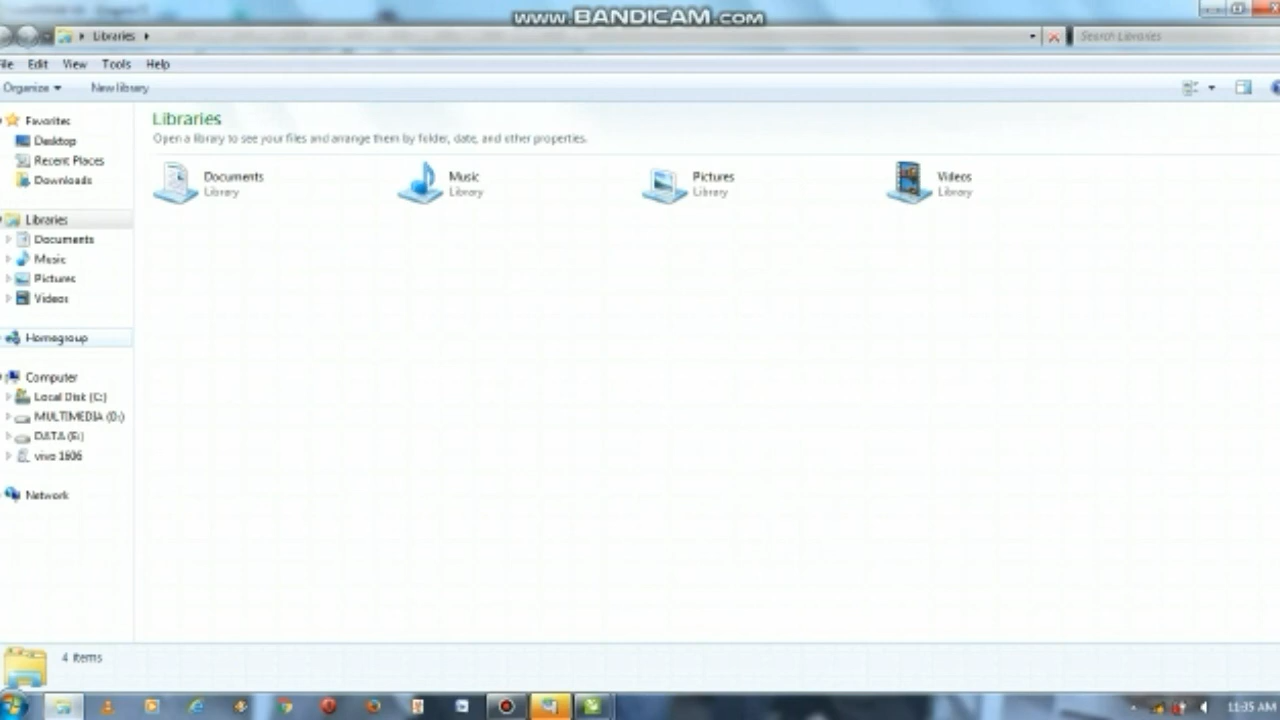 www.BANDICAM.com
Libraries
Search Libraries
File Edit View Tools Help
Organize New library
Favorites
Desktop
Recent Places
Downloads
Libraries
Documents
Music
Pictures
Videos
Homegroup
Computer
Local Disk (C:)
MULTIMEDIA (D:)
DATA (E:)
vivo 1606
Network
Libraries
Open a library to see your files and arrange them by folder, date, and other properties.
Documents
Library
Music
Library
Pictures
Library
Videos
Library
4 items
11:35 AM